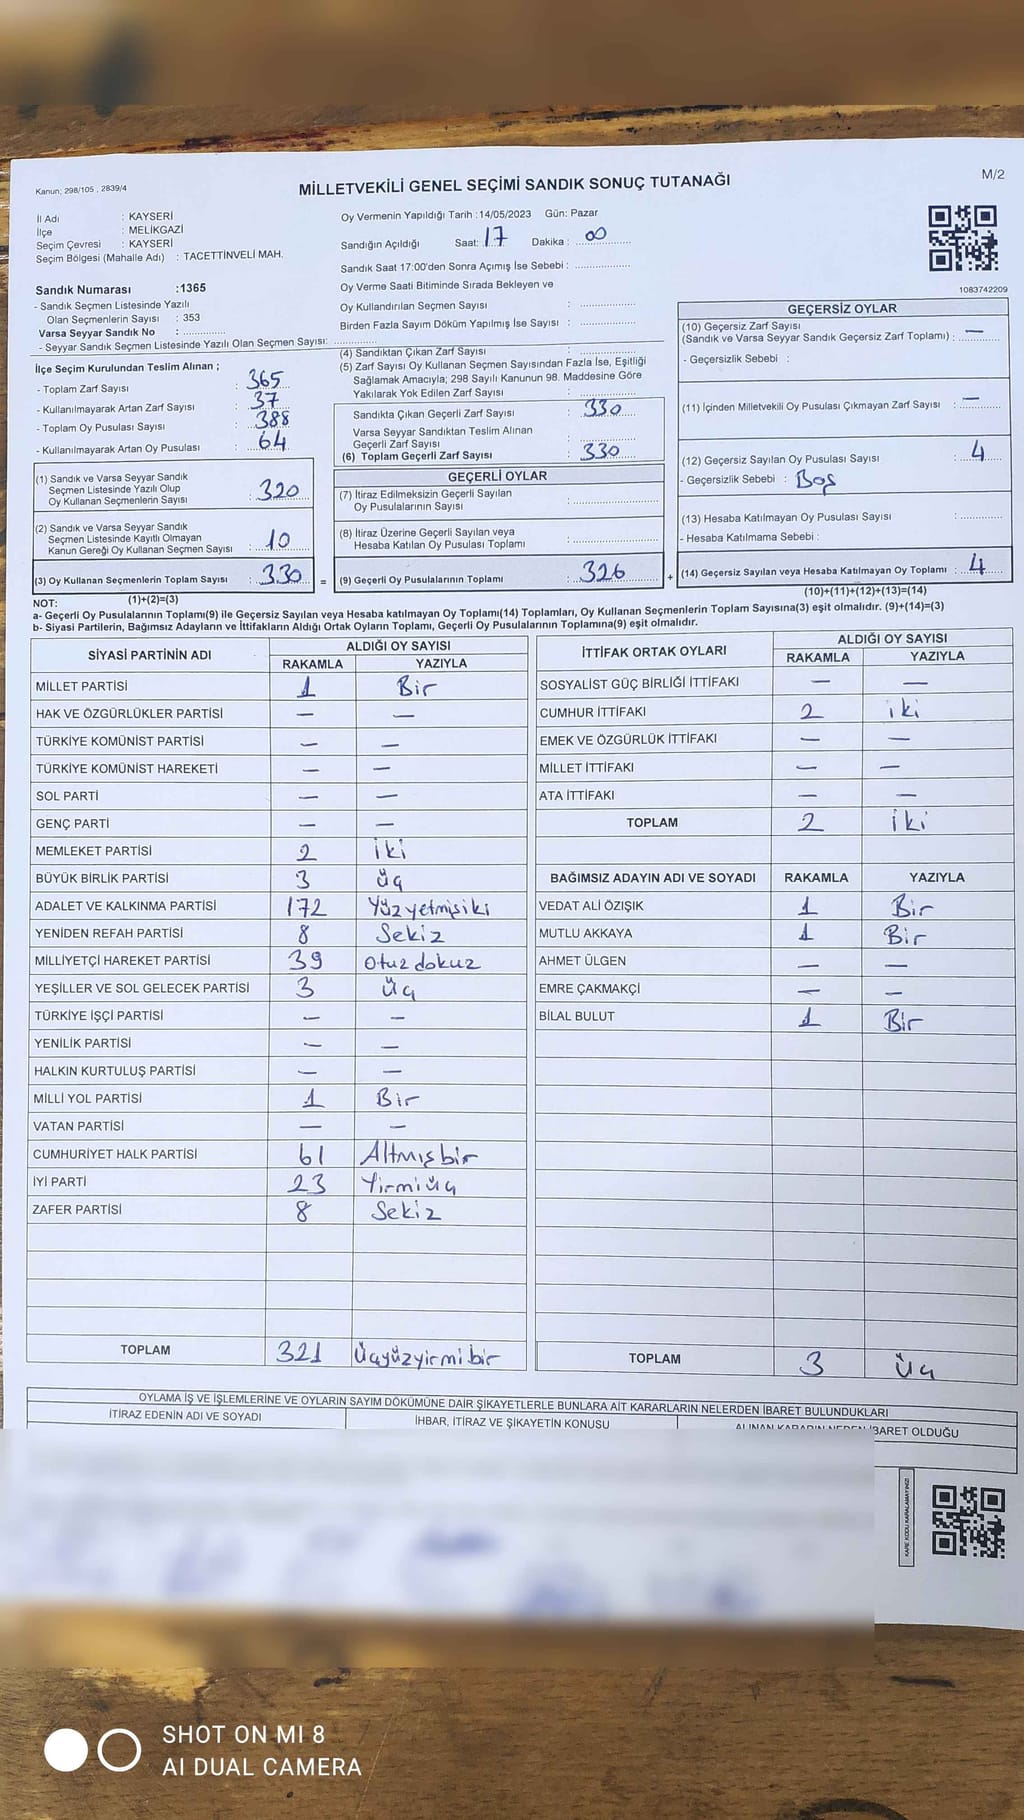 Kanun; 298/105 , 2839/4
MİLLETVEKİLİ GENEL SEÇİMİ SANDIK SONUÇ TUTANAĞI
M/2
İl Adı : KAYSERİ
İlçe : MELİKGAZİ
Seçim Çevresi : KAYSERİ
Seçim Bölgesi (Mahalle Adı) : TACETTİNVELİ MAH.
Sandık Numarası :1365
- Sandık Seçmen Listesinde Yazılı
Olan Seçmenlerin Sayısı : 353
Varsa Seyyar Sandık No : ..............
- Seyyar Sandık Seçmen Listesinde Yazılı Olan Seçmen Sayısı: ..............
Oy Vermenin Yapıldığı Tarih :14/05/2023 Gün: Pazar
Sandığın Açıldığı Saat: 17 Dakika : 00
Sandık Saat 17:00'den Sonra Açımış İse Sebebi : ..............
Oy Verme Saati Bitiminde Sırada Bekleyen ve
Oy Kullandırılan Seçmen Sayısı : ..............
Birden Fazla Sayım Döküm Yapılmış İse Sayısı : ..............
1083742209
İlçe Seçim Kurulundan Teslim Alınan ;
- Toplam Zarf Sayısı : 365
- Kullanılmayarak Artan Zarf Sayısı : 37
- Toplam Oy Pusulası Sayısı : 388
- Kullanılmayarak Artan Oy Pusulası : 64
(1) Sandık ve Varsa Seyyar Sandık
Seçmen Listesinde Yazılı Olup
Oy Kullanan Seçmenlerin Sayısı : 320
(2) Sandık ve Varsa Seyyar Sandık
Seçmen Listesinde Kayıtlı Olmayan
Kanun Gereği Oy Kullanan Seçmen Sayısı : 10
(3) Oy Kullanan Seçmenlerin Toplam Sayısı : 330 =
(1)+(2)=(3)
(4) Sandıktan Çıkan Zarf Sayısı : ..............
(5) Zarf Sayısı Oy Kullanan Seçmen Sayısından Fazla İse, Eşitliği
Sağlamak Amacıyla; 298 Sayılı Kanunun 98. Maddesine Göre
Yakılarak Yok Edilen Zarf Sayısı : ..............
Sandıkta Çıkan Geçerli Zarf Sayısı : 330
Varsa Seyyar Sandıktan Teslim Alınan
Geçerli Zarf Sayısı : ..............
(6) Toplam Geçerli Zarf Sayısı : 330
GEÇERLİ OYLAR
(7) İtiraz Edilmeksizin Geçerli Sayılan
Oy Pusulalarının Sayısı : ..............
(8) İtiraz Üzerine Geçerli Sayılan veya
Hesaba Katılan Oy Pusulası Toplamı : ..............
(9) Geçerli Oy Pusulalarının Toplamı : 326 +
GEÇERSİZ OYLAR
(10) Geçersiz Zarf Sayısı
(Sandık ve Varsa Seyyar Sandık Geçersiz Zarf Toplamı) : —
- Geçersizlik Sebebi :
(11) İçinden Milletvekili Oy Pusulası Çıkmayan Zarf Sayısı : —
(12) Geçersiz Sayılan Oy Pusulası Sayısı : 4
- Geçersizlik Sebebi : Boş
(13) Hesaba Katılmayan Oy Pusulası Sayısı : ..............
- Hesaba Katılmama Sebebi :
(14) Geçersiz Sayılan veya Hesaba Katılmayan Oy Toplamı : 4
(10)+(11)+(12)+(13)=(14)
NOT:
a- Geçerli Oy Pusulalarının Toplamı(9) ile Geçersiz Sayılan veya Hesaba katılmayan Oy Toplamı(14) Toplamları, Oy Kullanan Seçmenlerin Toplam Sayısına(3) eşit olmalıdır. (9)+(14)=(3)
b- Siyasi Partilerin, Bağımsız Adayların ve İttifakların Aldığı Ortak Oyların Toplamı, Geçerli Oy Pusulalarının Toplamına(9) eşit olmalıdır.
SİYASİ PARTİNİN ADI ALDIĞI OY SAYISI
RAKAMLA YAZIYLA
MİLLET PARTİSİ 1 Bir
HAK VE ÖZGÜRLÜKLER PARTİSİ — —
TÜRKİYE KOMÜNİST PARTİSİ — —
TÜRKİYE KOMÜNİST HAREKETİ — —
SOL PARTİ — —
GENÇ PARTİ — —
MEMLEKET PARTİSİ 2 iki
BÜYÜK BİRLİK PARTİSİ 3 üç
ADALET VE KALKINMA PARTİSİ 172 Yüzyetmişiki
YENİDEN REFAH PARTİSİ 8 Sekiz
MİLLİYETÇİ HAREKET PARTİSİ 39 otuz dokuz
YEŞİLLER VE SOL GELECEK PARTİSİ 3 Üç
TÜRKİYE İŞÇİ PARTİSİ — —
YENİLİK PARTİSİ — —
HALKIN KURTULUŞ PARTİSİ — —
MİLLİ YOL PARTİSİ 1 Bir
VATAN PARTİSİ — —
CUMHURİYET HALK PARTİSİ 61 Altmışbir
İYİ PARTİ 23 Yirmiüç
ZAFER PARTİSİ 8 Sekiz
TOPLAM 321 Üçyüzyirmibir
İTTİFAK ORTAK OYLARI ALDIĞI OY SAYISI
RAKAMLA YAZIYLA
SOSYALİST GÜÇ BİRLİĞİ İTTİFAKI — —
CUMHUR İTTİFAKI 2 iki
EMEK VE ÖZGÜRLÜK İTTİFAKI — —
MİLLET İTTİFAKI — —
ATA İTTİFAKI — —
TOPLAM 2 İki
BAĞIMSIZ ADAYIN ADI VE SOYADI RAKAMLA YAZIYLA
VEDAT ALİ ÖZIŞIK 1 Bir
MUTLU AKKAYA 1 Bir
AHMET ÜLGEN — —
EMRE ÇAKMAKÇİ — —
BİLAL BULUT 1 Bir
TOPLAM 3 Üç
OYLAMA İŞ VE İŞLEMLERİNE VE OYLARIN SAYIM DÖKÜMÜNE DAİR ŞİKAYETLERLE BUNLARA AİT KARARLARIN NELERDEN İBARET BULUNDUKLARI
İTİRAZ EDENİN ADI VE SOYADI İHBAR, İTİRAZ VE ŞİKAYETİN KONUSU ALINAN KARARIN NEDEN İBARET OLDUĞU
KARE KODU KARALAMAYINIZ!
SHOT ON MI 8
AI DUAL CAMERA